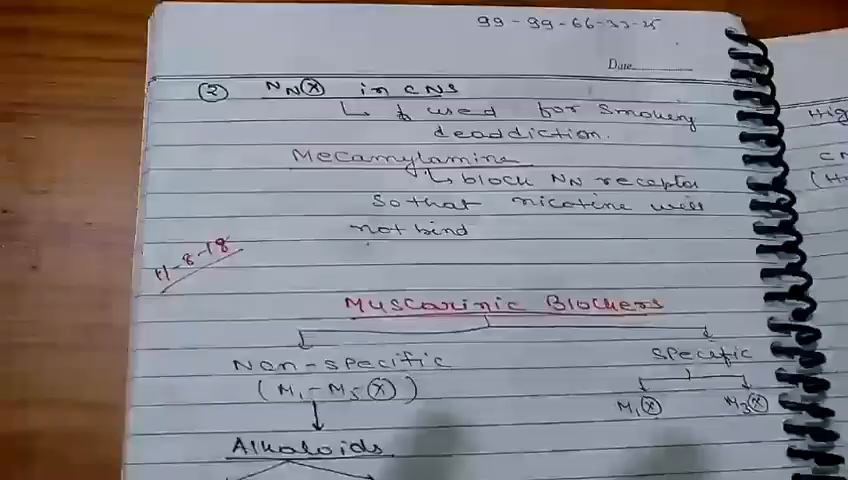 99-99-66-33-25
Date
② NN ⓧ in CNS
↳ used for smoking
deaddiction.
Mecamylamine
↳ block NN receptor
so that nicotine will
not bind
11-8-18
Muscarinic Blockers
Non-specific
Specific
(M1-M5 ⓧ)
M1 ⓧ M3 ⓧ
Alkaloids